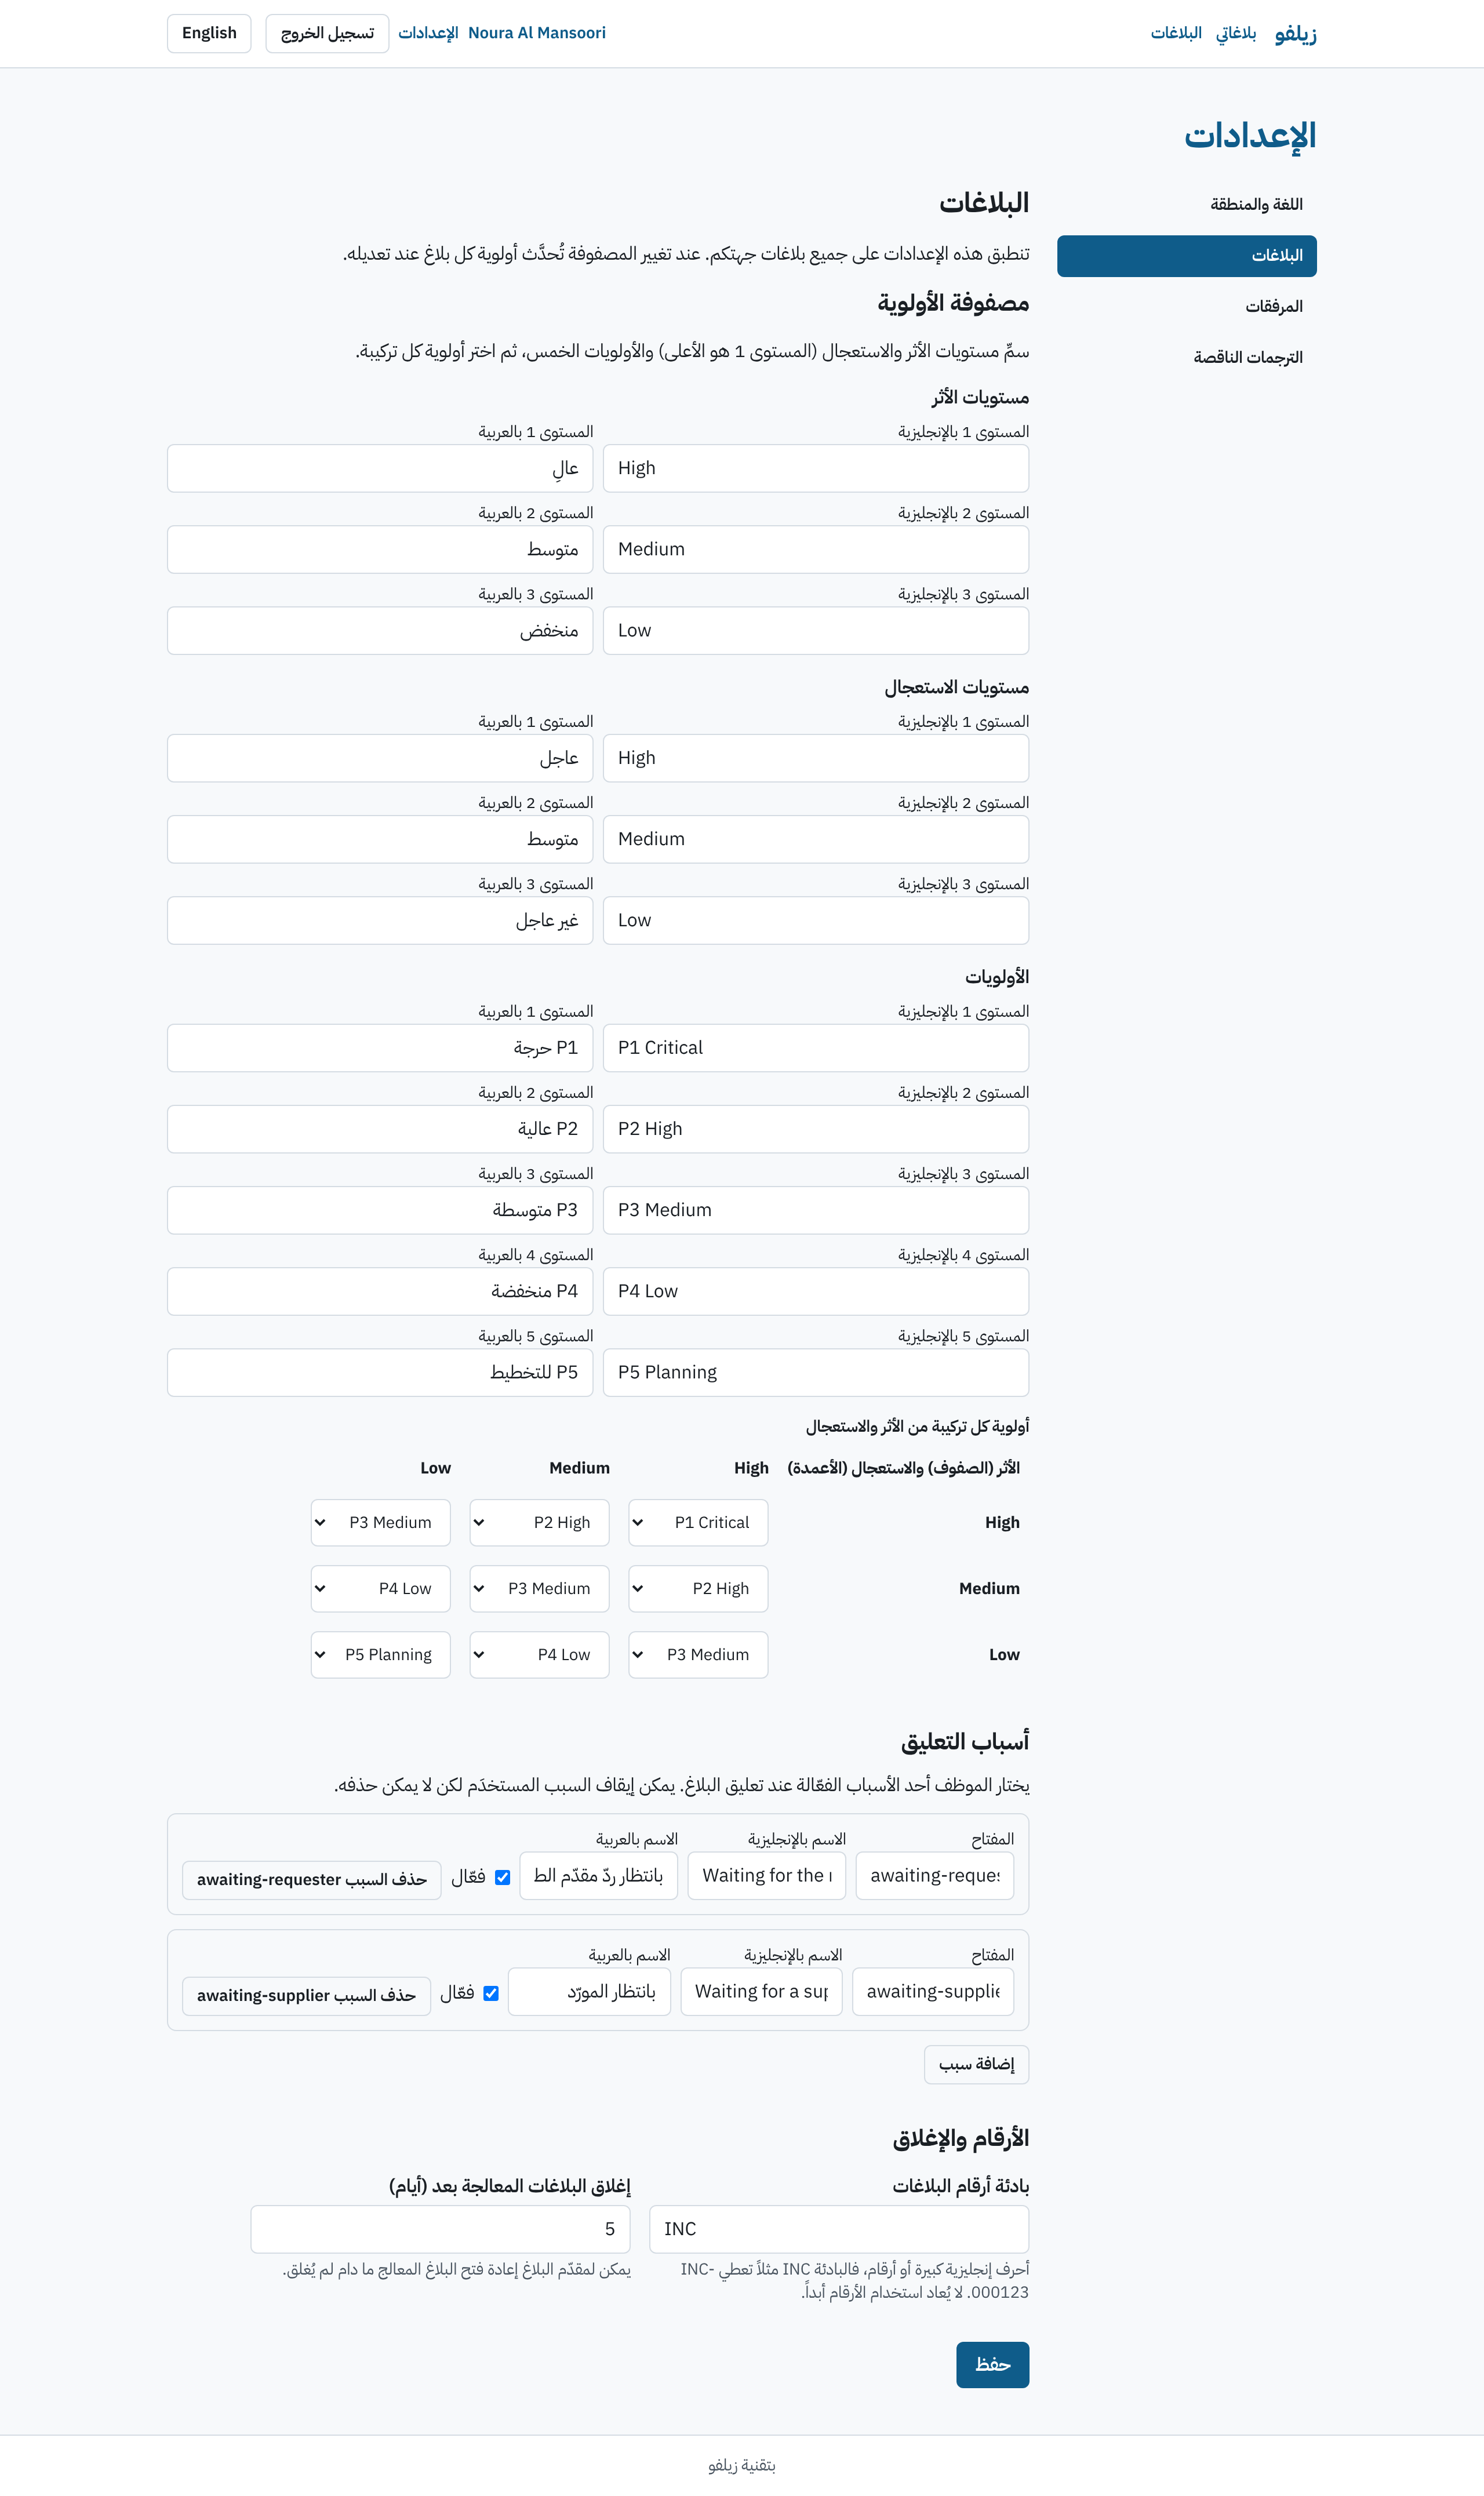 زيلفو
بلاغاتي
البلاغات
Noura Al Mansoori
الإعدادات
تسجيل الخروج
English
الإعدادات
اللغة والمنطقة
البلاغات
المرفقات
الترجمات الناقصة
البلاغات
تنطبق هذه الإعدادات على جميع بلاغات جهتكم. عند تغيير المصفوفة تُحدَّث أولوية كل بلاغ عند تعديله.
مصفوفة الأولوية
سمِّ مستويات الأثر والاستعجال (المستوى 1 هو الأعلى) والأولويات الخمس، ثم اختر أولوية كل تركيبة.
مستويات الأثر
المستوى 1 بالإنجليزية
High
المستوى 1 بالعربية
عالٍ
المستوى 2 بالإنجليزية
Medium
المستوى 2 بالعربية
متوسط
المستوى 3 بالإنجليزية
Low
المستوى 3 بالعربية
منخفض
مستويات الاستعجال
المستوى 1 بالإنجليزية
High
المستوى 1 بالعربية
عاجل
المستوى 2 بالإنجليزية
Medium
المستوى 2 بالعربية
متوسط
المستوى 3 بالإنجليزية
Low
المستوى 3 بالعربية
غير عاجل
الأولويات
المستوى 1 بالإنجليزية
P1 Critical
المستوى 1 بالعربية
P1 حرجة
المستوى 2 بالإنجليزية
P2 High
المستوى 2 بالعربية
P2 عالية
المستوى 3 بالإنجليزية
P3 Medium
المستوى 3 بالعربية
P3 متوسطة
المستوى 4 بالإنجليزية
P4 Low
المستوى 4 بالعربية
P4 منخفضة
المستوى 5 بالإنجليزية
P5 Planning
المستوى 5 بالعربية
P5 للتخطيط
أولوية كل تركيبة من الأثر والاستعجال
الأثر (الصفوف) والاستعجال (الأعمدة) High Medium Low
High P1 Critical P2 High P3 Medium
Medium P2 High P3 Medium P4 Low
Low P3 Medium P4 Low P5 Planning
أسباب التعليق
يختار الموظف أحد الأسباب الفعّالة عند تعليق البلاغ. يمكن إيقاف السبب المستخدَم لكن لا يمكن حذفه.
المفتاح
awaiting-reques
الاسم بالإنجليزية
Waiting for the
الاسم بالعربية
بانتظار ردّ مقدّم الط
فعّال
حذف السبب awaiting-requester
المفتاح
awaiting-supplie
الاسم بالإنجليزية
Waiting for a sup
الاسم بالعربية
بانتظار المورّد
فعّال
حذف السبب awaiting-supplier
إضافة سبب
الأرقام والإغلاق
بادئة أرقام البلاغات
INC
أحرف إنجليزية كبيرة أو أرقام، فالبادئة INC مثلاً تعطي INC-
000123. لا يُعاد استخدام الأرقام أبداً.
إغلاق البلاغات المعالجة بعد (أيام)
5
يمكن لمقدّم البلاغ إعادة فتح البلاغ المعالج ما دام لم يُغلق.
حفظ
بتقنية زيلفو